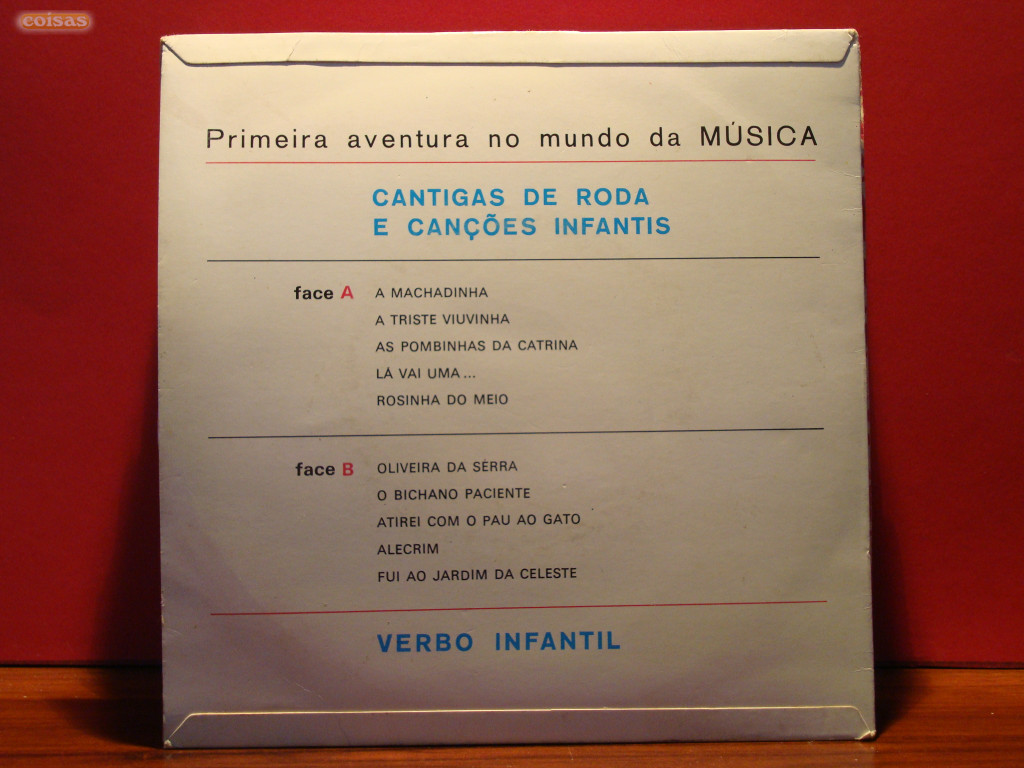 coisas
Primeira aventura no mundo da MÚSICA
CANTIGAS DE RODA
E CANÇÕES INFANTIS
face A A MACHADINHA
A TRISTE VIUVINHA
AS POMBINHAS DA CATRINA
LÁ VAI UMA ...
ROSINHA DO MEIO
face B OLIVEIRA DA SÉRRA
O BICHANO PACIENTE
ATIREI COM O PAU AO GATO
ALECRIM
FUI AO JARDIM DA CELESTE
VERBO INFANTIL